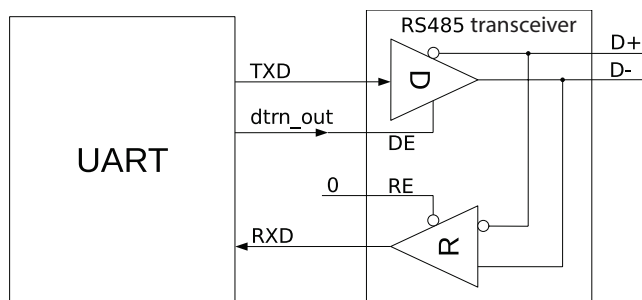 RS485 transceiver
D+
D-
TXD
D
dtrn_out
DE
UART
0
RE
RXD
R